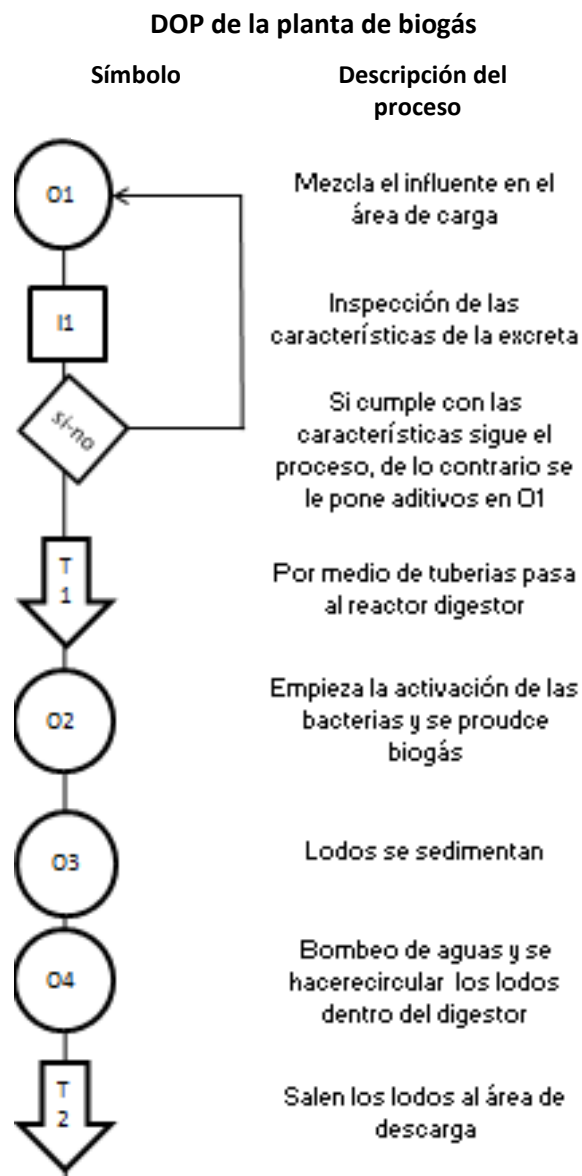 DOP de la planta de biogás
Símbolo
Descripción del
proceso
O1
Mezcla el influente en el
área de carga
I1
Inspección de las
características de la excreta
si-no
Si cumple con las
características sigue el
proceso, de lo contrario se
le pone aditivos en O1
T
1
Por medio de tuberias pasa
al reactor digestor
O2
Empieza la activación de las
bacterias y se proudce
biogás
O3
Lodos se sedimentan
O4
Bombeo de aguas y se
hacerecircular los lodos
dentro del digestor
T
2
Salen los lodos al área de
descarga